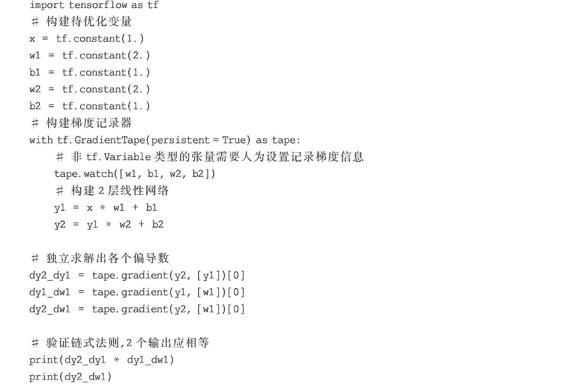 import tensorflow as tf
# 构建待优化变量
x = tf.constant(1.)
w1 = tf.constant(2.)
b1 = tf.constant(1.)
w2 = tf.constant(2.)
b2 = tf.constant(1.)
# 构建梯度记录器
with tf.GradientTape(persistent=True) as tape:
    # 非 tf.Variable 类型的张量需要人为设置记录梯度信息
    tape.watch([w1, b1, w2, b2])
    # 构建 2 层线性网络
    y1 = x * w1 + b1
    y2 = y1 * w2 + b2
# 独立求解出各个偏导数
dy2_dy1 = tape.gradient(y2, [y1])[0]
dy1_dw1 = tape.gradient(y1, [w1])[0]
dy2_dw1 = tape.gradient(y2, [w1])[0]
# 验证链式法则,2 个输出应相等
print(dy2_dy1 * dy1_dw1)
print(dy2_dw1)